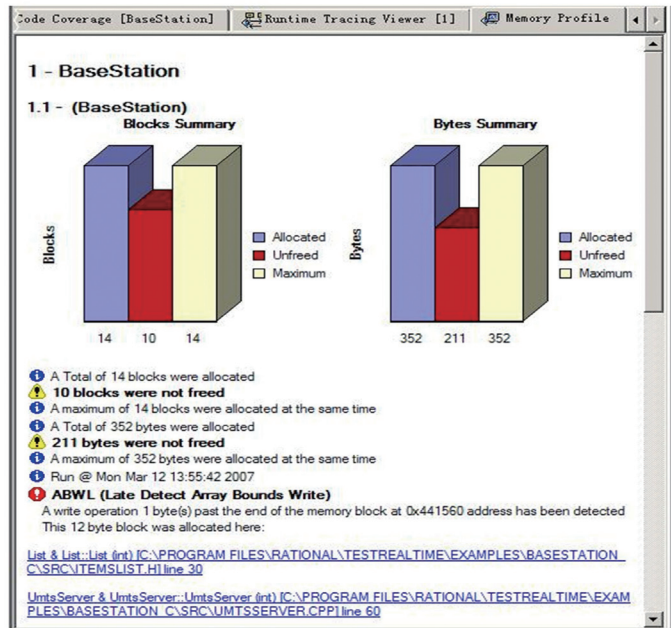 Code Coverage [BaseStation]
Runtime Tracing Viewer [1]
Memory Profile
1 - BaseStation
1.1 - (BaseStation)
Blocks Summary
Blocks
Allocated
Unfreed
Maximum
14 10 14
Bytes Summary
Bytes
Allocated
Unfreed
Maximum
352 211 352
A Total of 14 blocks were allocated
10 blocks were not freed
A maximum of 14 blocks were allocated at the same time
A Total of 352 bytes were allocated
211 bytes were not freed
A maximum of 352 bytes were allocated at the same time
Run @ Mon Mar 12 13:55:42 2007
ABWL (Late Detect Array Bounds Write)
A write operation 1 byte(s) past the end of the memory block at 0x441560 address has been detected
This 12 byte block was allocated here:
List & List::List (int) [C:\PROGRAM FILES\RATIONAL\TESTREALTIME\EXAMPLES\BASESTATION_
C\SRC\ITEMSLIST.H] line 30
UmtsServer & UmtsServer::UmtsServer (int) [C:\PROGRAM FILES\RATIONAL\TESTREALTIME\EXAM
PLES\BASESTATION_C\SRC\UMTSSERVER.CPP] line 60